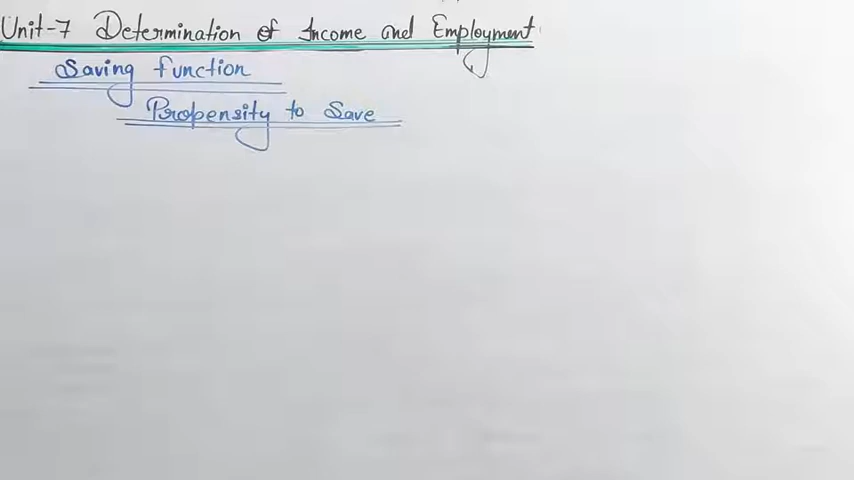 Unit-7 Determination of Income and Employment
Saving function
Propensity to Save